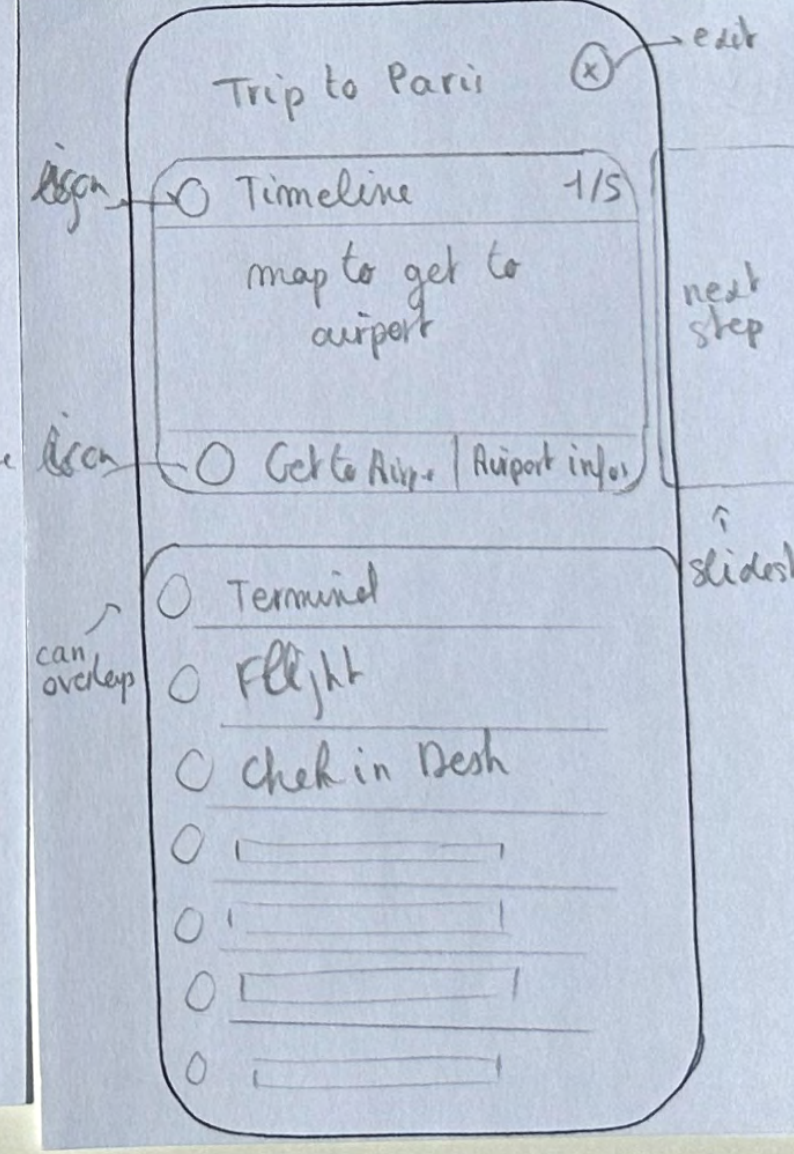 exit
Trip to Paris
x
icon
Timeline 1/5
map to get to
airport
next
step
icon
Get to Airp. Airport infos
slides
Terminal
can
overlap
Flight
Chek in Desk